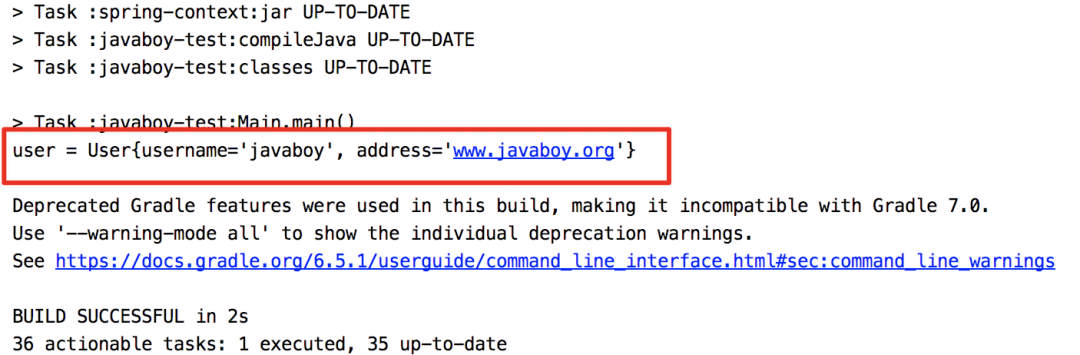 > Task :spring-context:jar UP-TO-DATE
> Task :javaboy-test:compileJava UP-TO-DATE
> Task :javaboy-test:classes UP-TO-DATE
> Task :javaboy-test:Main.main()
user = User{username='javaboy', address='www.javaboy.org'}
Deprecated Gradle features were used in this build, making it incompatible with Gradle 7.0.
Use '--warning-mode all' to show the individual deprecation warnings.
See https://docs.gradle.org/6.5.1/userguide/command_line_interface.html#sec:command_line_warnings
BUILD SUCCESSFUL in 2s
36 actionable tasks: 1 executed, 35 up-to-date